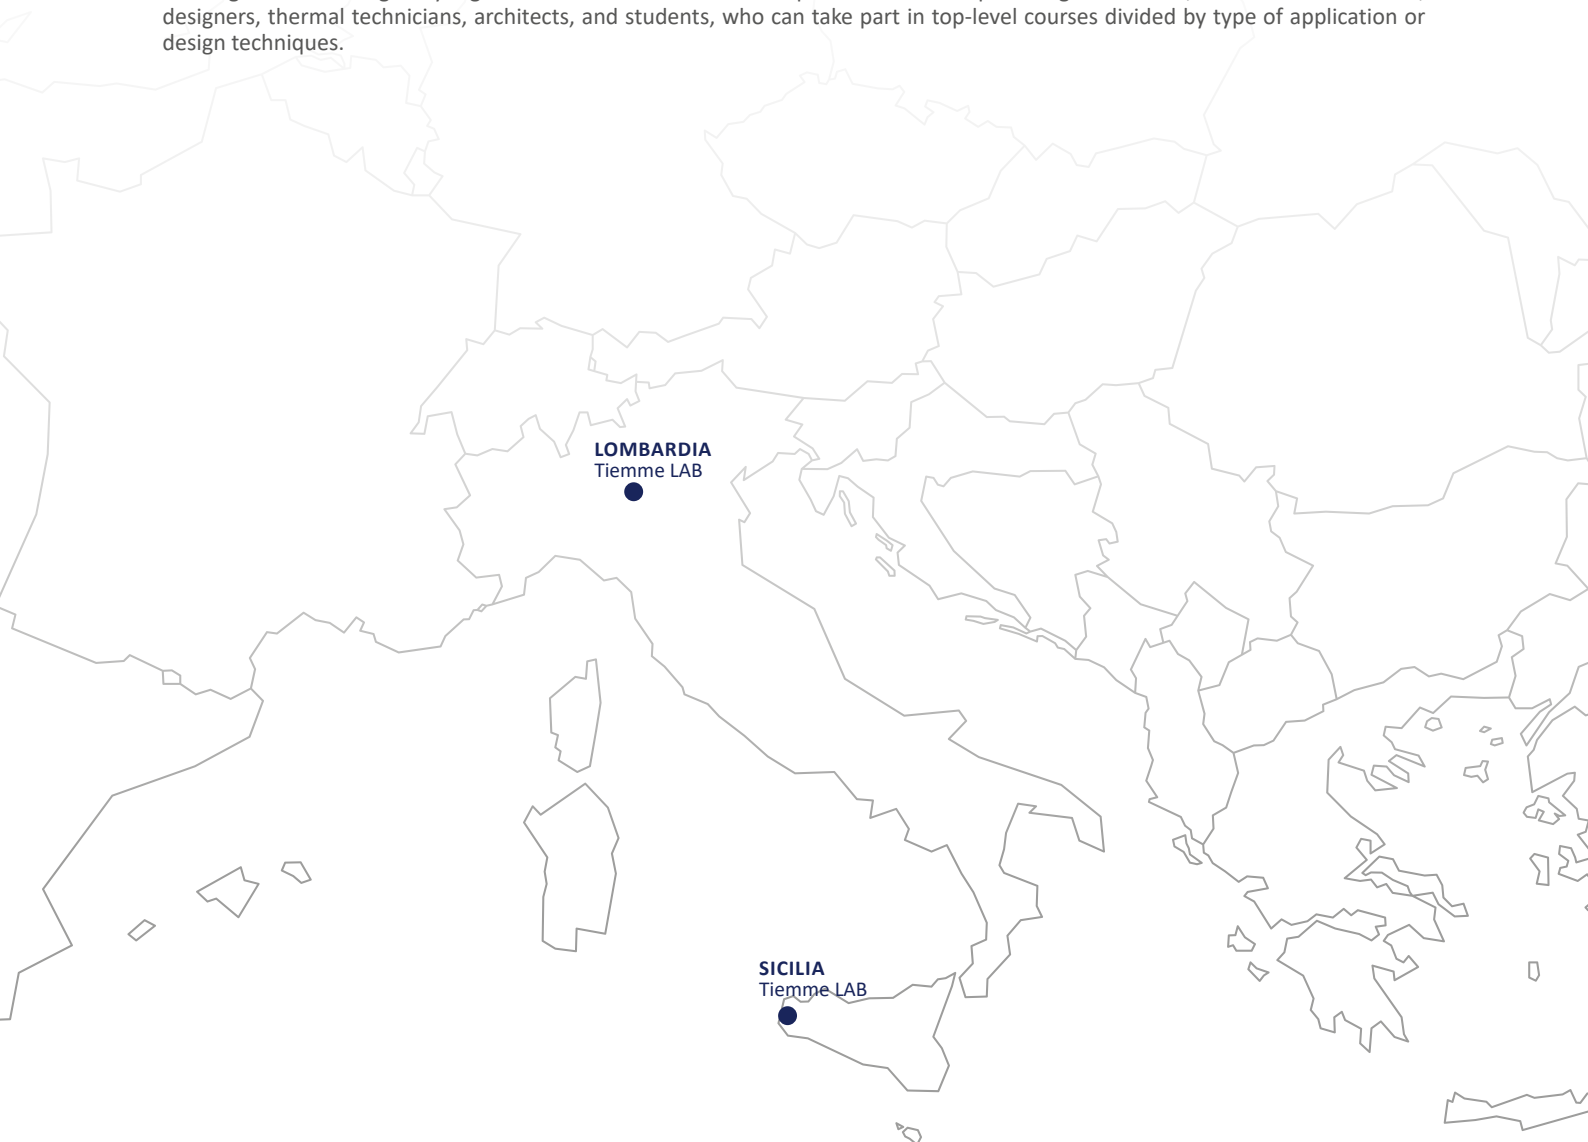 designers, thermal technicians, architects, and students, who can take part in top-level courses divided by type of application or
design techniques.
LOMBARDIA
Tiemme LAB
SICILIA
Tiemme LAB